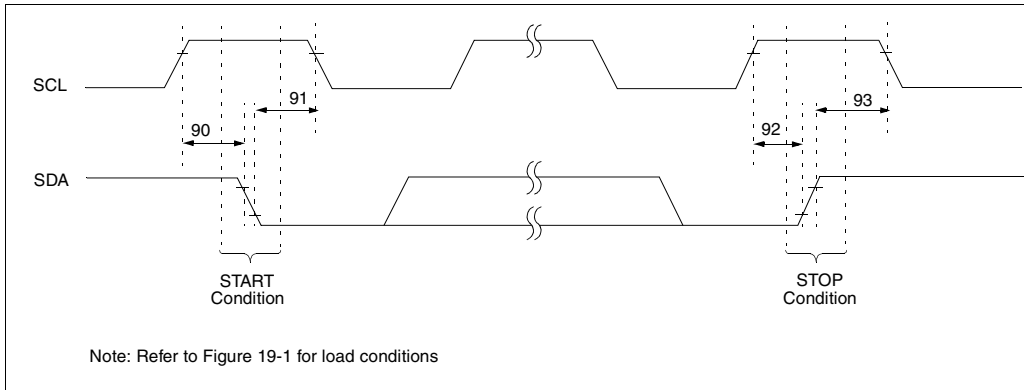 SCL
91
93
90
92
SDA
START
Condition
STOP
Condition
Note: Refer to Figure 19-1 for load conditions